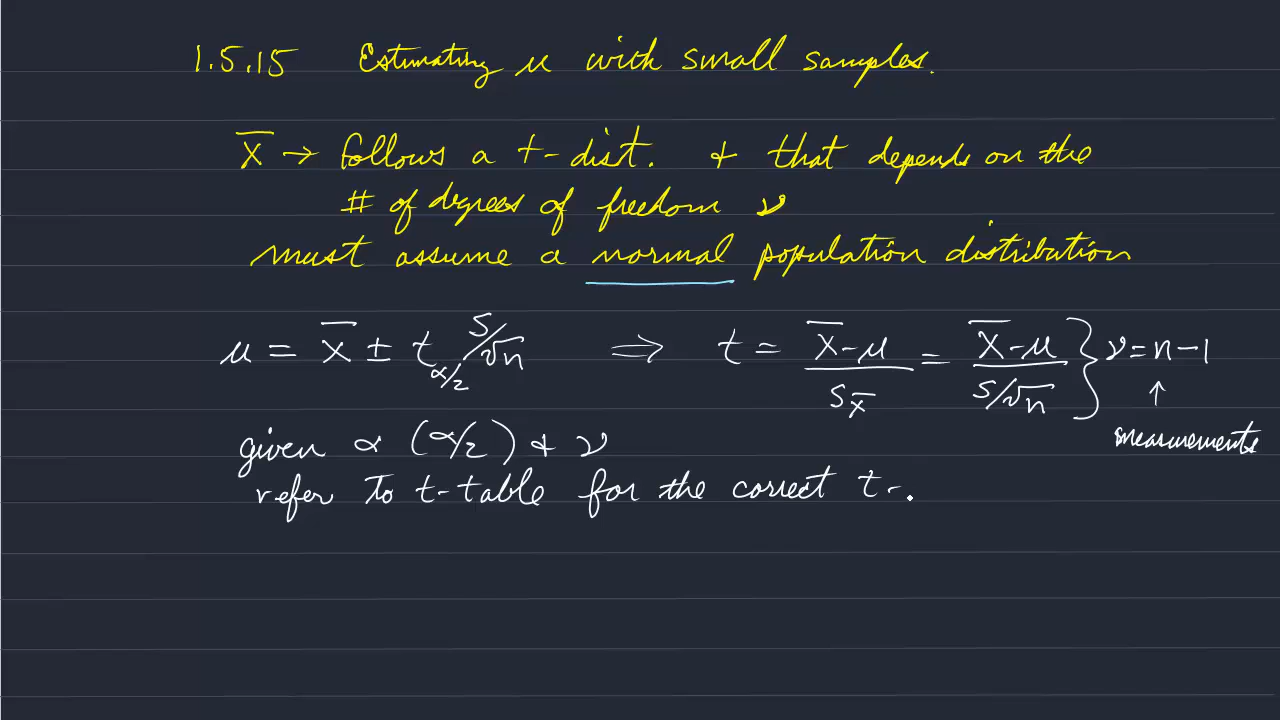 1.5.15 Estimating μ with small samples.
X̅ → follows a t-dist. + that depends on the
# of degrees of freedom ν
must assume a normal population distribution
μ = X̅ ± t_α/2 S/√n ⟹ t = (X̅-μ)/S_X̅ = (X̅-μ)/(S/√n) } ν = n-1
↑
measurements
given α (α/2) + ν
refer to t-table for the correct t-.